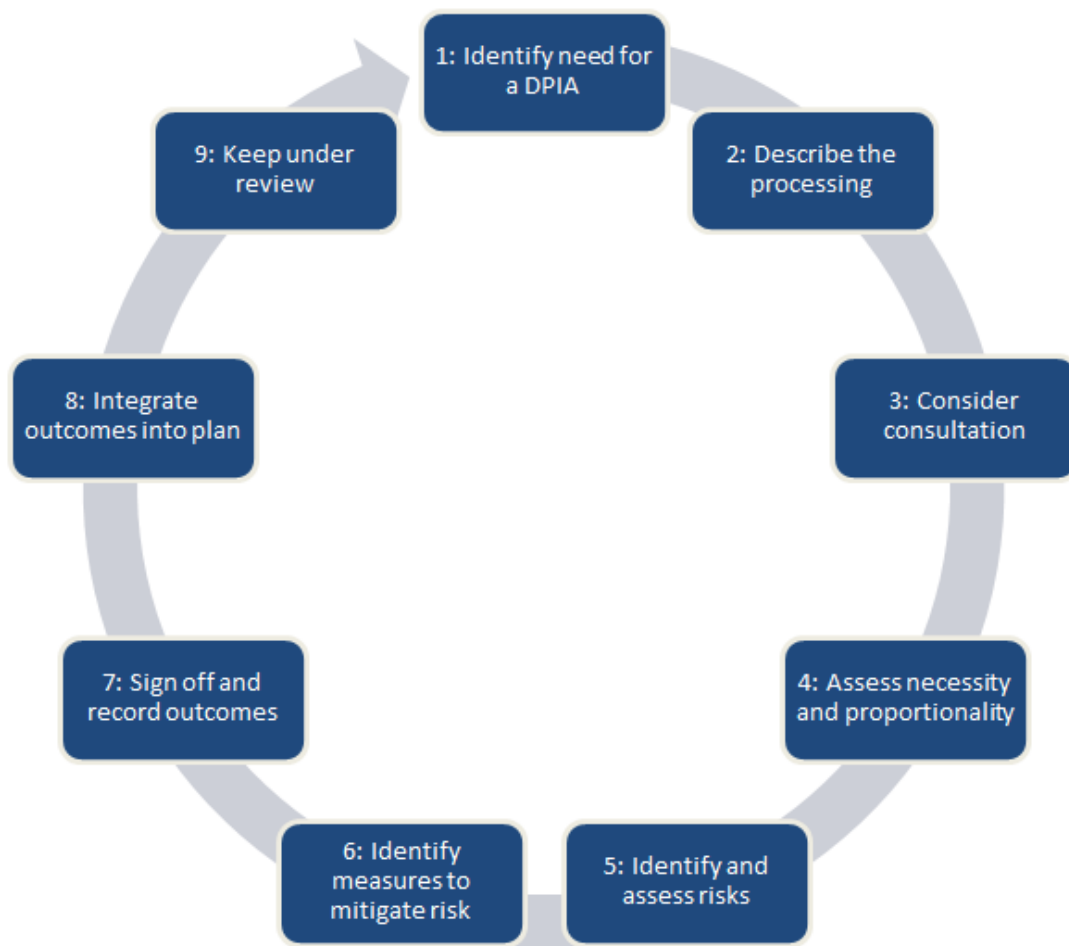 1: Identify need for
a DPIA
2: Describe the
processing
3: Consider
consultation
4: Assess necessity
and proportionality
5: Identify and
assess risks
6: Identify
measures to
mitigate risk
7: Sign off and
record outcomes
8: Integrate
outcomes into plan
9: Keep under
review